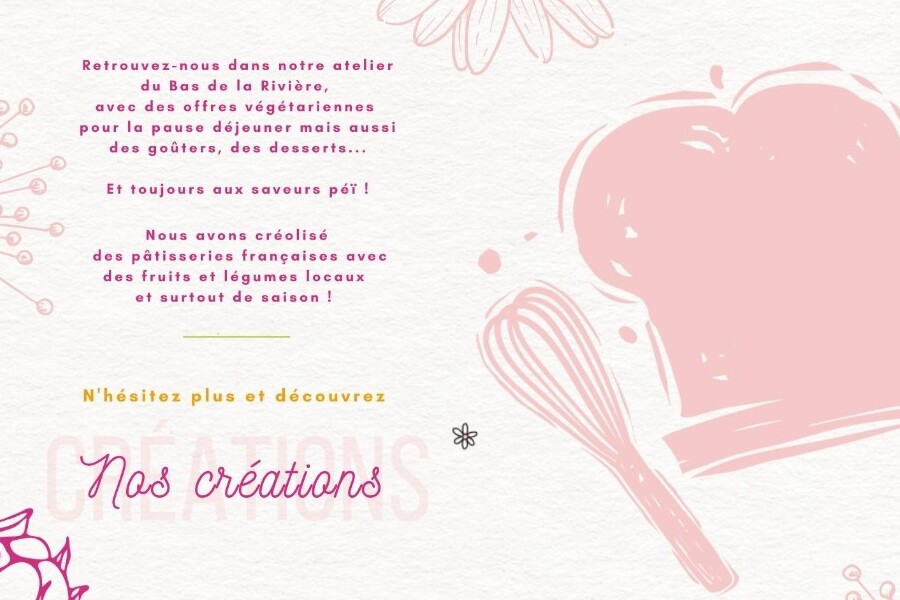 Retrouvez-nous dans notre atelier
du Bas de la Rivière,
avec des offres végétariennes
pour la pause déjeuner mais aussi
des goûters, des desserts...
Et toujours aux saveurs péï !
Nous avons créolisé
des pâtisseries françaises avec
des fruits et légumes locaux
et surtout de saison !
N'hésitez plus et découvrez
CRÉATIONS
Nos créations